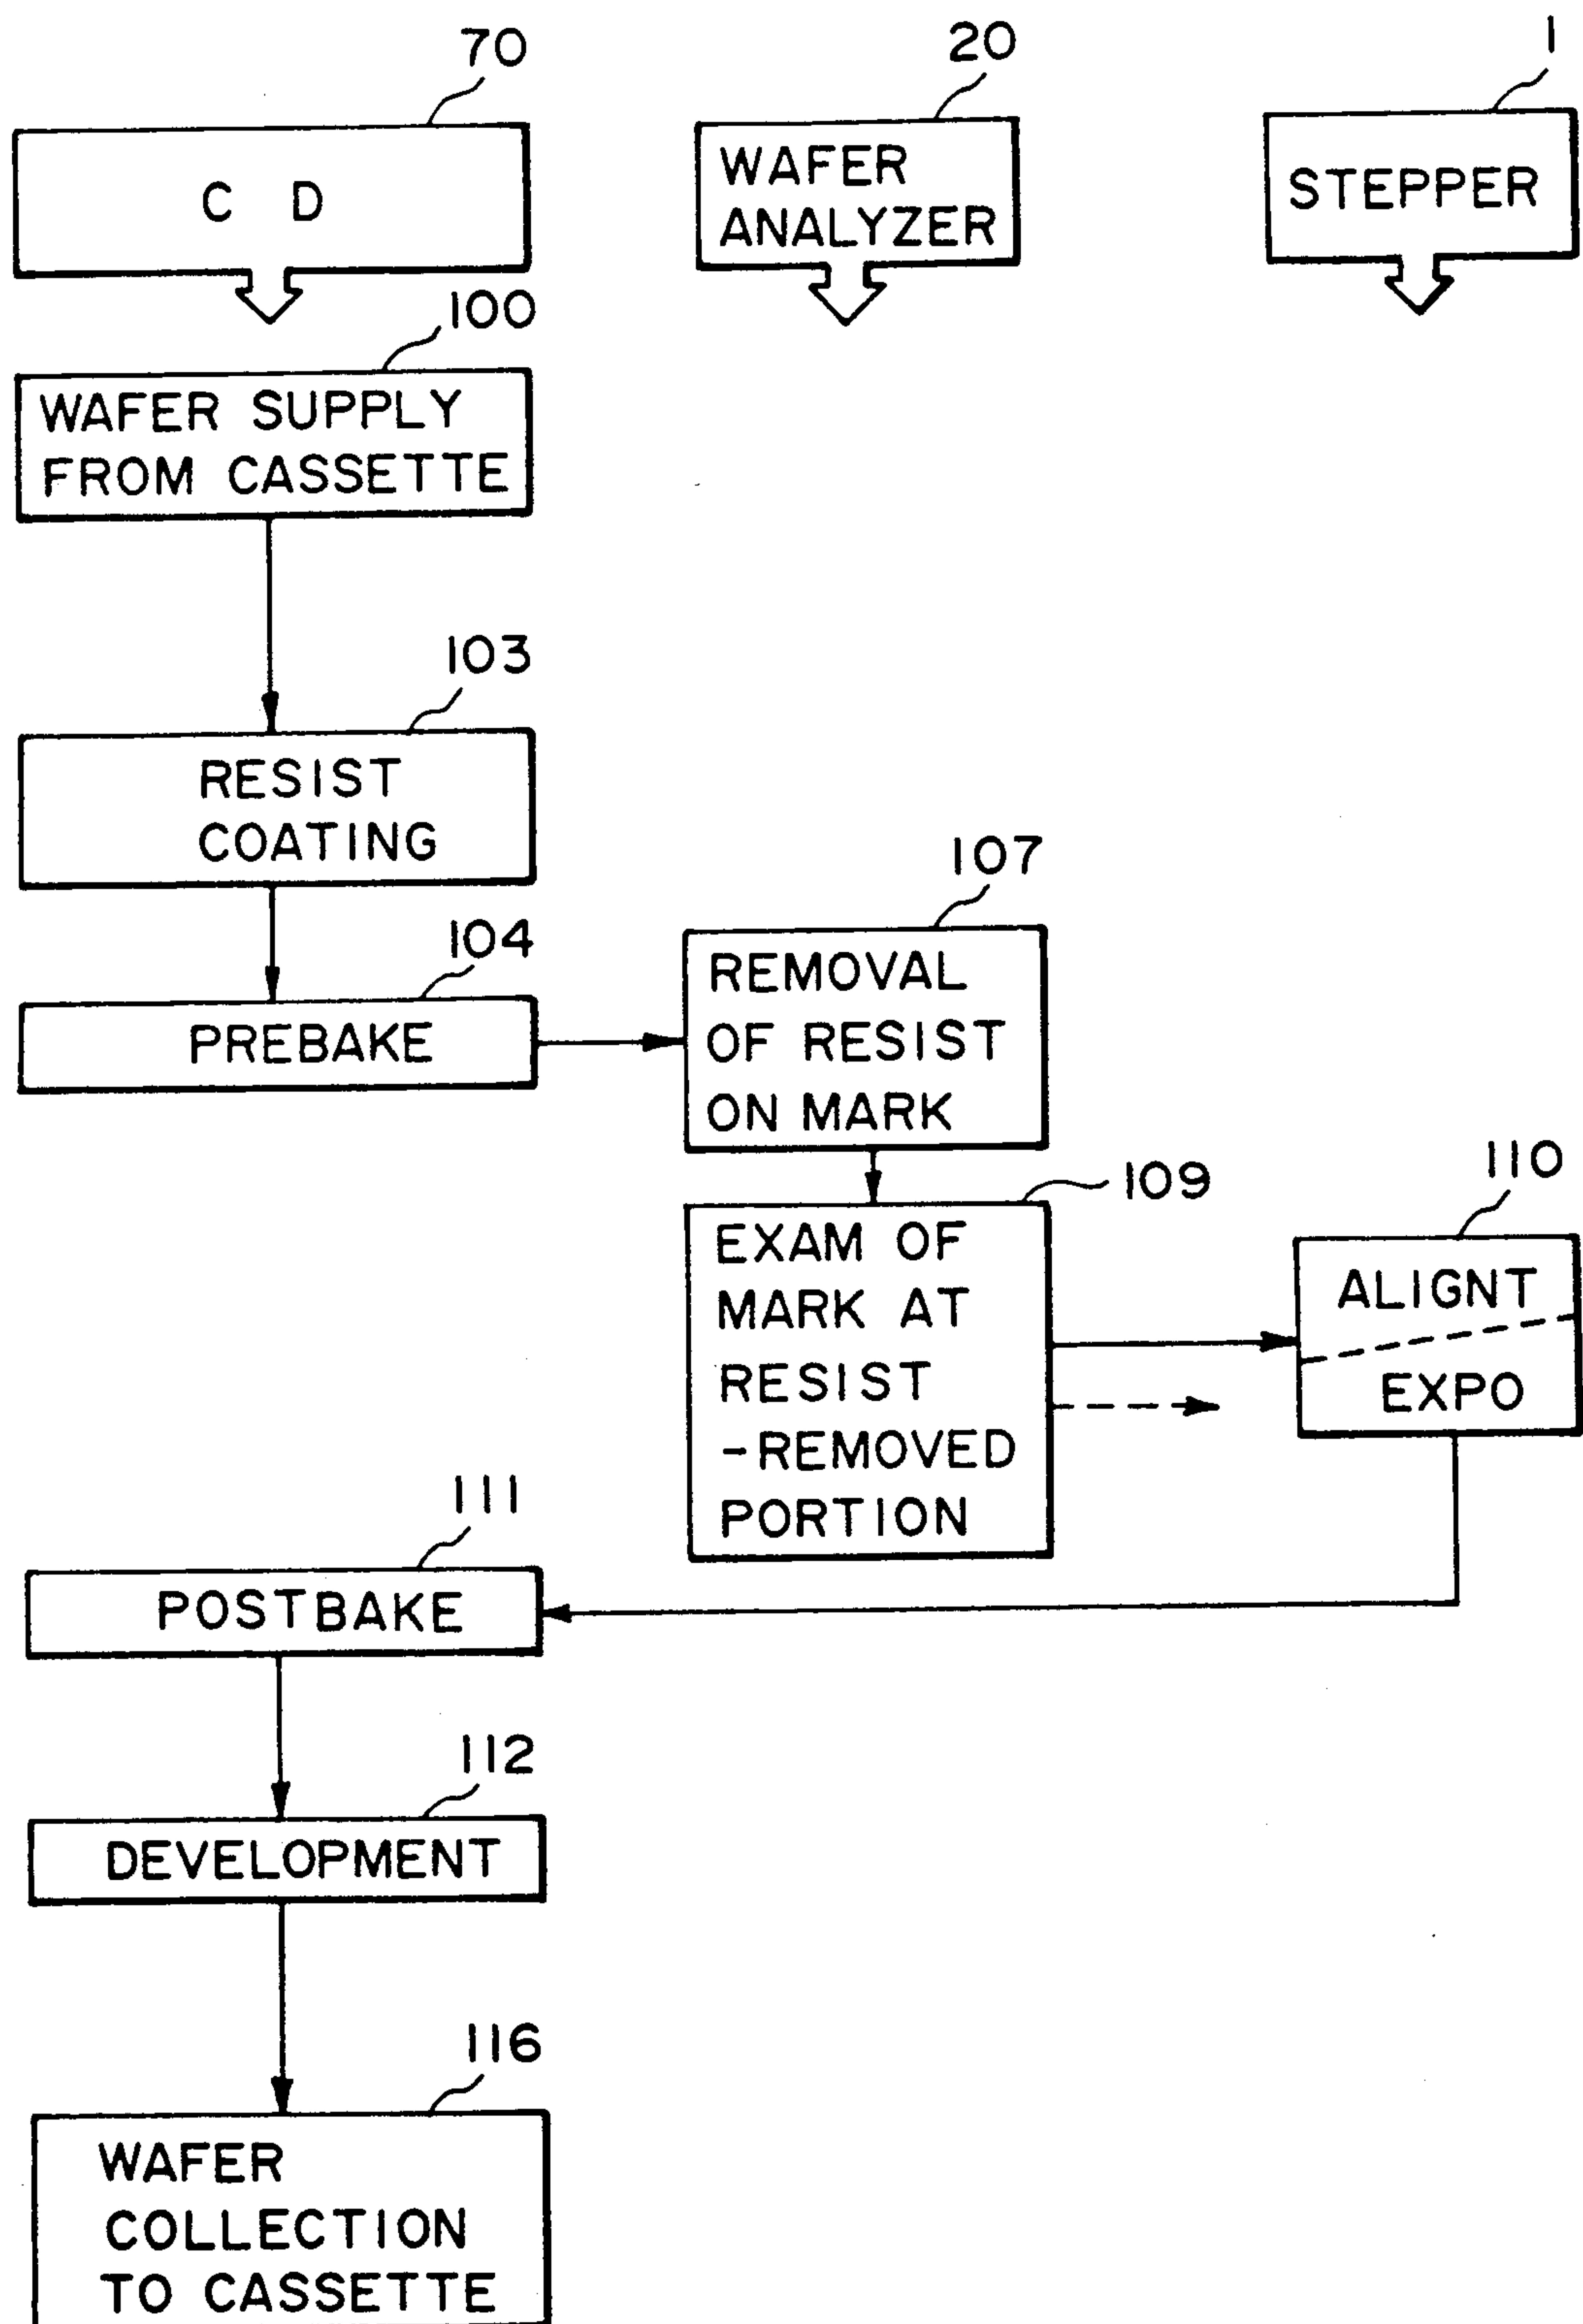 70
C D
20
WAFER
ANALYZER
1
STEPPER
100
WAFER SUPPLY
FROM CASSETTE
103
RESIST
COATING
104
PREBAKE
107
REMOVAL
OF RESIST
ON MARK
109
EXAM OF
MARK AT
RESIST
-REMOVED
PORTION
110
ALIGNT
EXPO
111
POSTBAKE
112
DEVELOPMENT
116
WAFER
COLLECTION
TO CASSETTE